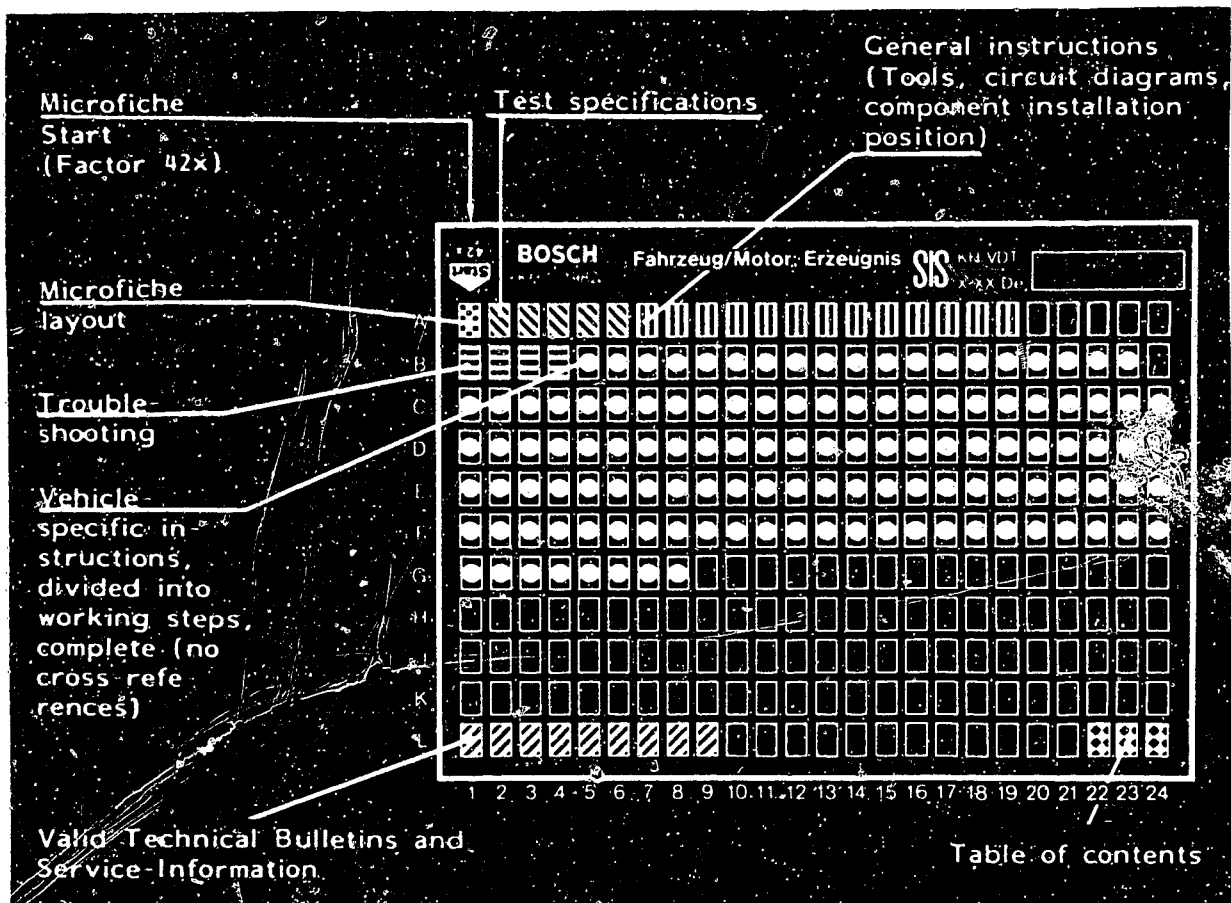 General instructions
(Tools, circuit diagrams,
component installation
position)
Microfiche
Start
(Factor 42x)
Test specifications
Start
42x
BOSCH
Fahrzeug/Motor: Erzeugnis
SIS
Microfiche
layout
Trouble-
shooting
Vehicle-
specific in-
structions,
divided into
working steps,
complete (no
cross refe
rences)
A
B
C
D
E
F
G
H
K
L
1 2 3 4 5 6 7 8 9 10 11 12 13 14 15 16 17 18 19 20 21 22 23 24
Valid Technical Bulletins and
Service-Information
Table of contents